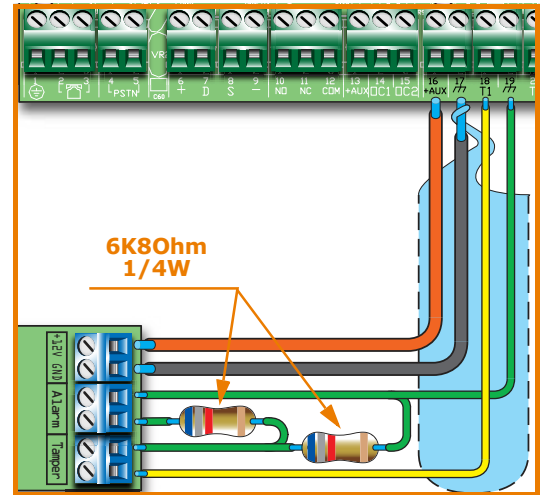 1 2 3 4 5 6 7 8 9 10 11 12 13 14 15 16 17 18 19
PSTN VR C60 + D S - NO NC COM +AUX OC1 OC2 +AUX T1 T
6K8Ohm
1/4W
+12V GND
Alarm
Tamper